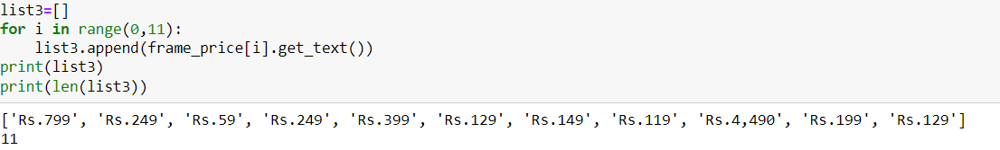 list3=[]
for i in range(0,11):
    list3.append(frame_price[i].get_text())
print(list3)
print(len(list3))
['Rs.799', 'Rs.249', 'Rs.59', 'Rs.249', 'Rs.399', 'Rs.129', 'Rs.149', 'Rs.119', 'Rs.4,490', 'Rs.199', 'Rs.129']
11